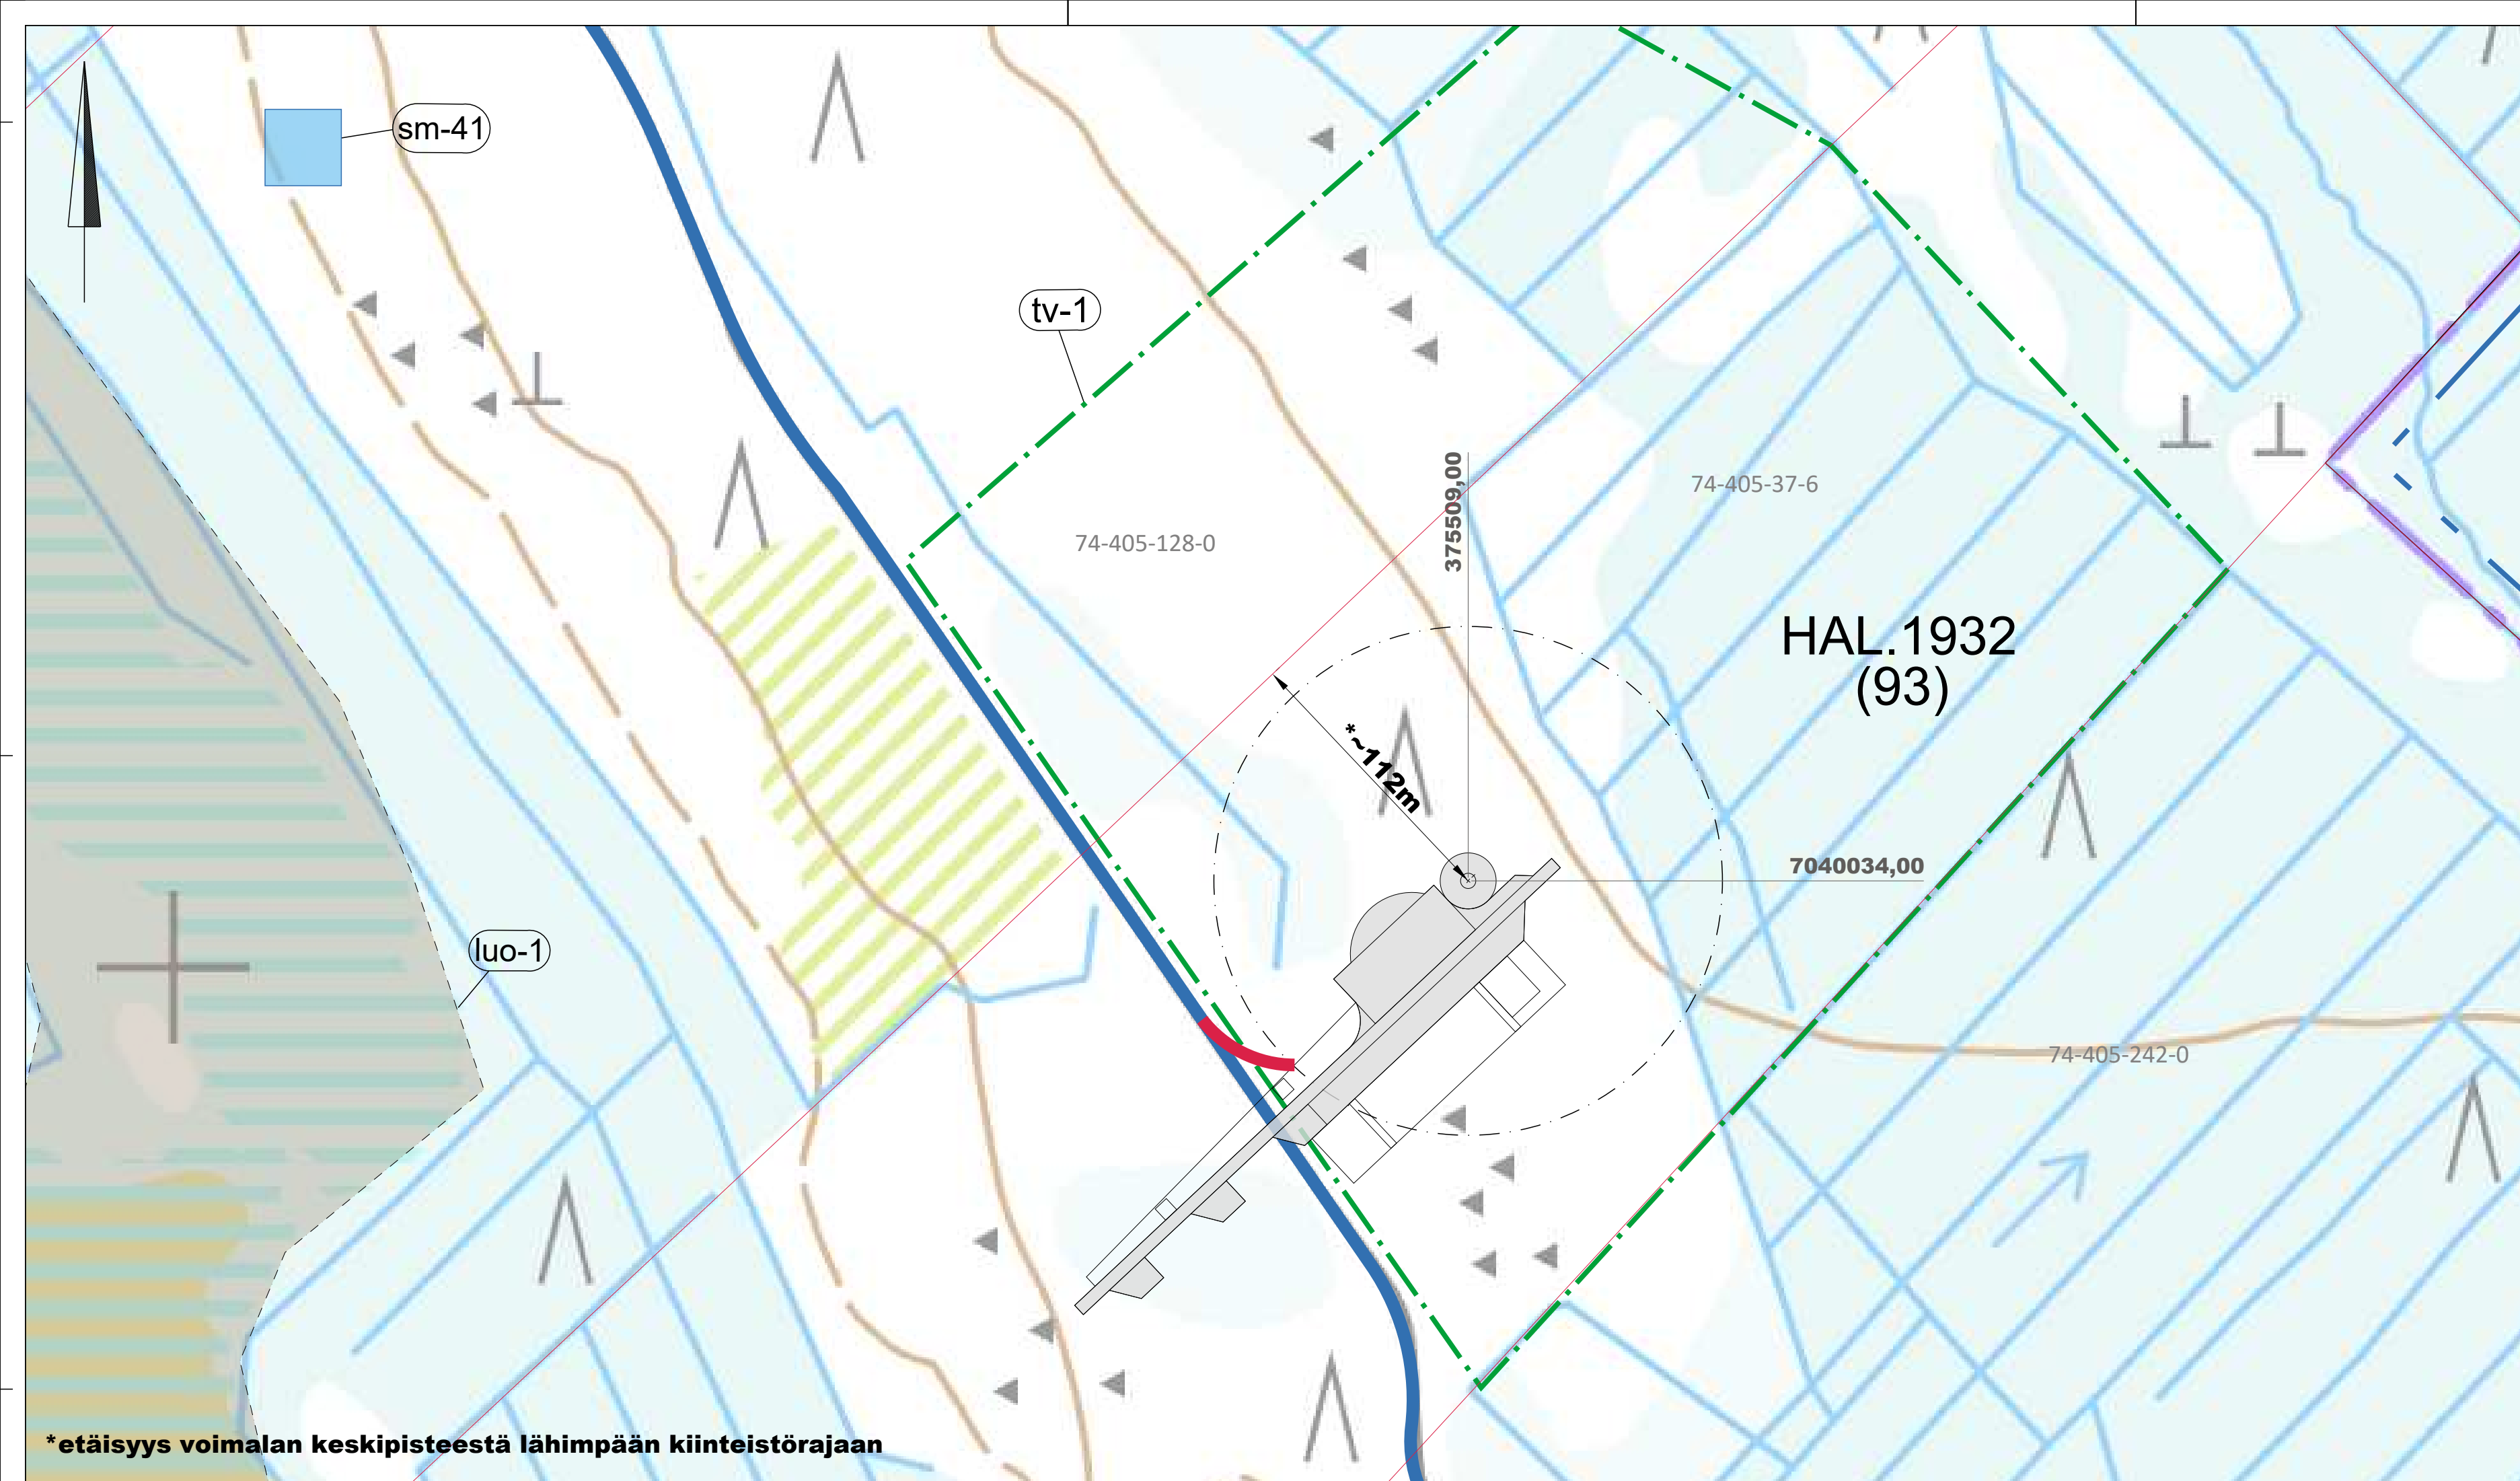 sm-41
tv-1
74-405-128-0
375509,00
74-405-37-6
HAL.1932
(93)
*~112m
7040034,00
luo-1
74-405-242-0
*etäisyys voimalan keskipisteestä lähimpään kiinteistörajaan